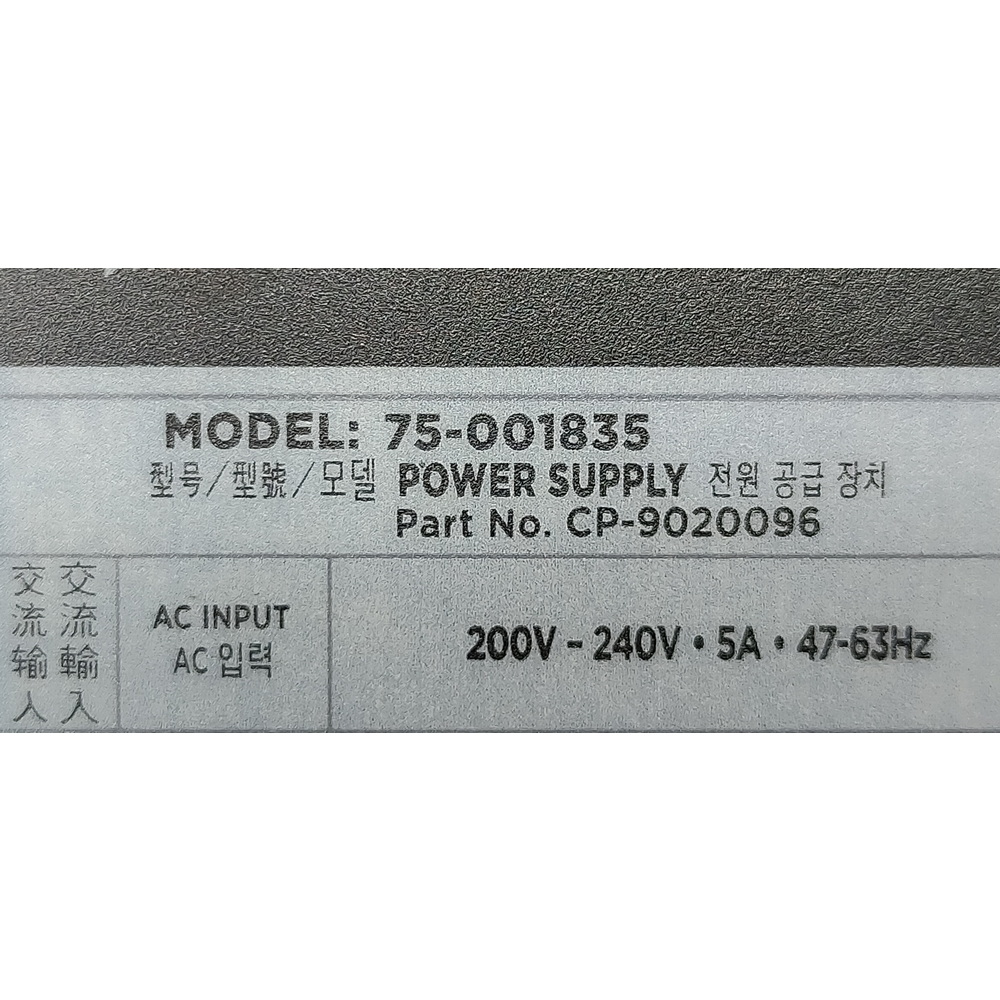 MODEL: 75-001835
型号/型號/모델 POWER SUPPLY 전원 공급 장치
Part No. CP-9020096
交流输入
交流輸入
AC INPUT
AC 입력
200V - 240V • 5A • 47-63Hz